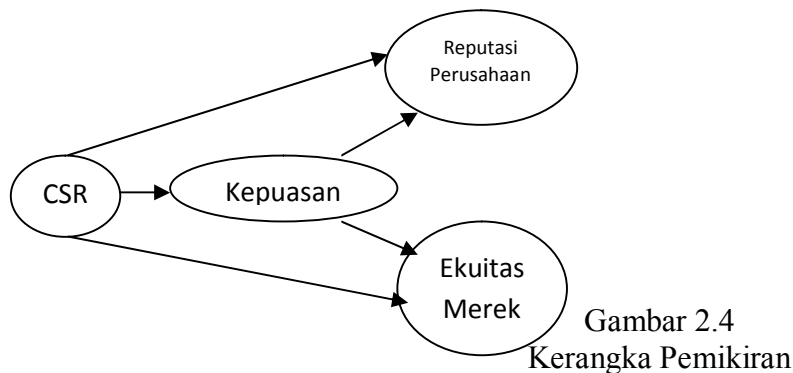 Reputasi
Perusahaan
CSR
Kepuasan
Ekuitas
Merek
Gambar 2.4
Kerangka Pemikiran